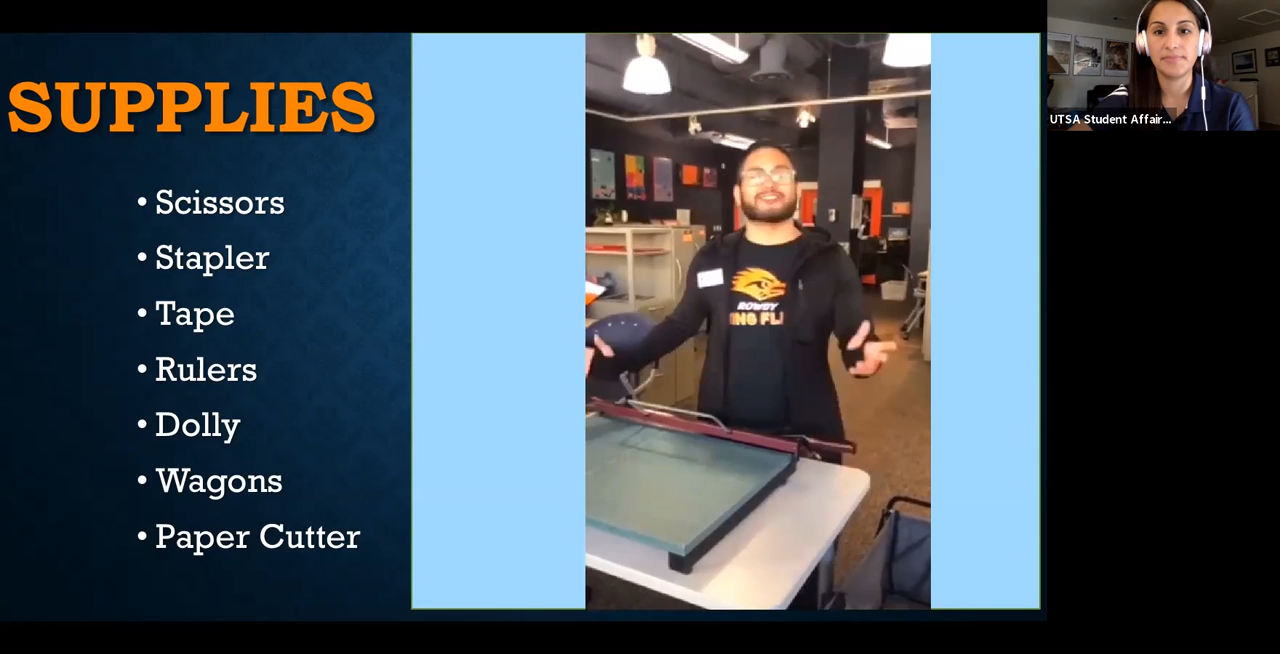 SUPPLIES
• Scissors
• Stapler
• Tape
• Rulers
• Dolly
• Wagons
• Paper Cutter
ROWDY
UTSA Student Affair...